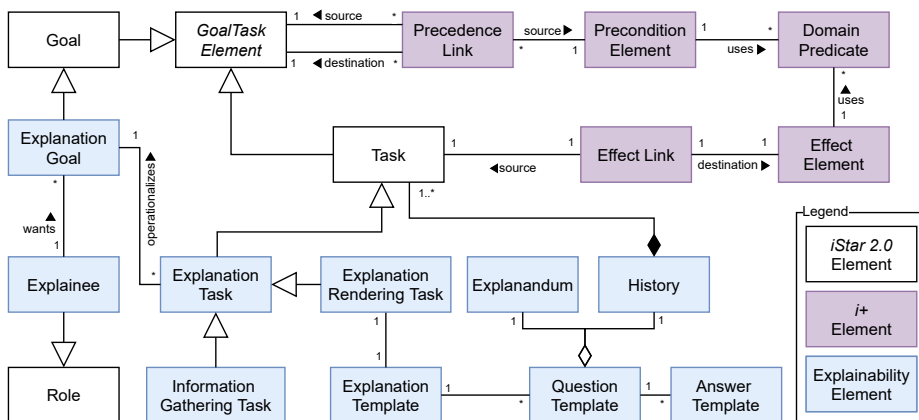 Goal
GoalTask
Element
1
◀ source
*
1
◀ destination
*
Precedence
Link
source ▶
*
1
Precondition
Element
1
*
uses ▶
Domain
Predicate
*
▲
uses
1
Explanation
Goal
1
operationalizes ▶
*
Task
1
1
◀source
Effect Link
1
1
destination ▶
Effect
Element
1..*
*
▲
wants
1
Explainee
Explanation
Task
Explanation
Rendering Task
Explanandum
History
1
1
1
1
Role
Information
Gathering Task
Explanation
Template
1
*
Question
Template
1
*
Answer
Template
Legend
iStar 2.0
Element
i+
Element
Explainability
Element